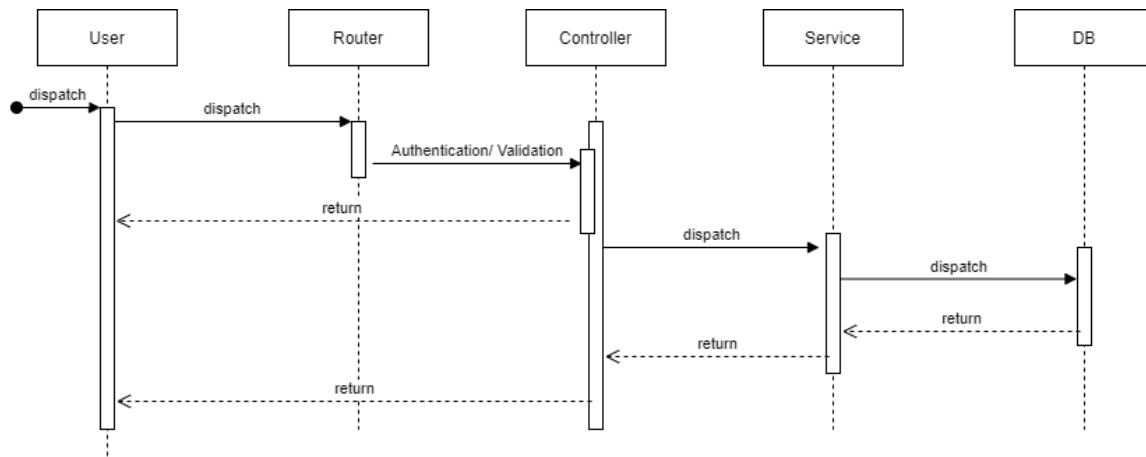 User
Router
Controller
Service
DB
dispatch
dispatch
Authentication/ Validation
return
dispatch
dispatch
return
return
return